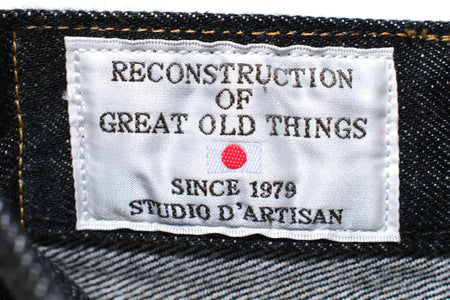 RECONSTRUCTION
OF
GREAT OLD THINGS
SINCE 1979
STUDIO D'ARTISAN